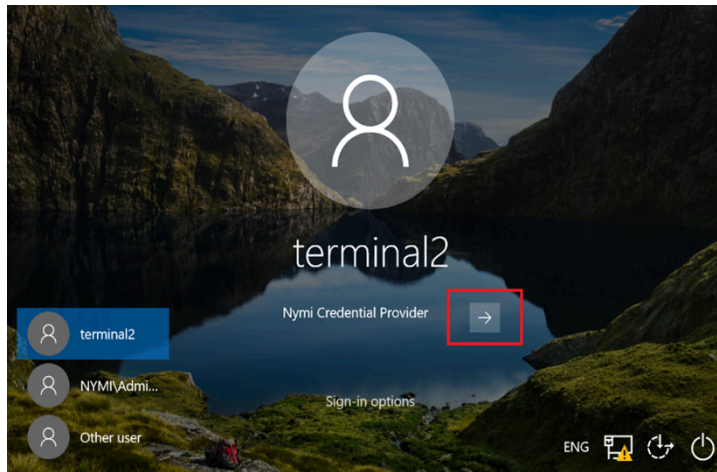 terminal2
Nymi Credential Provider
Sign-in options
terminal2
NYMI\Admi...
Other user
ENG